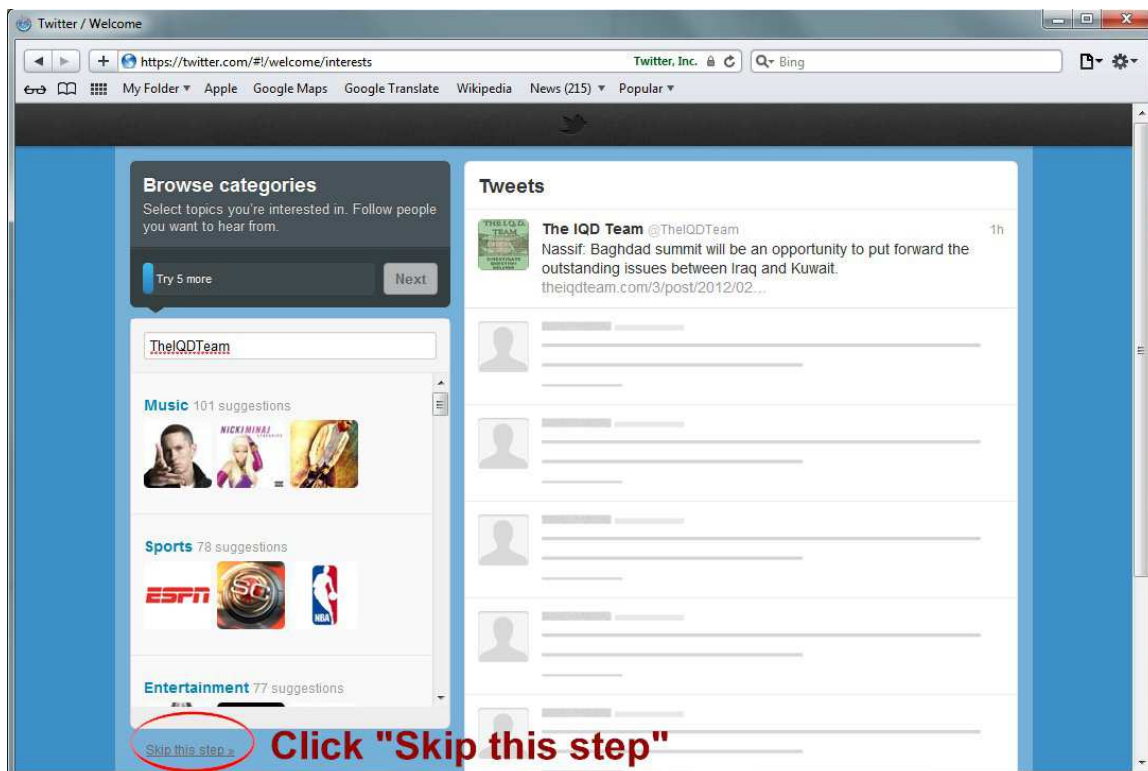 Twitter / Welcome
https://twitter.com/#!/welcome/interests
Twitter, Inc.
Bing
My Folder
Apple
Google Maps
Google Translate
Wikipedia
News (215)
Popular
Browse categories
Select topics you're interested in. Follow people
you want to hear from.
Try 5 more
Next
TheIQDTeam
Music 101 suggestions
NICKI MINAJ
Sports 78 suggestions
ESPN
SC
NBA
Entertainment 77 suggestions
Skip this step »
Click "Skip this step"
Tweets
THE I.Q.D.
TEAM
The IQD Team @TheIQDTeam
1h
Nassif: Baghdad summit will be an opportunity to put forward the
outstanding issues between Iraq and Kuwait.
theiqdteam.com/3/post/2012/02...